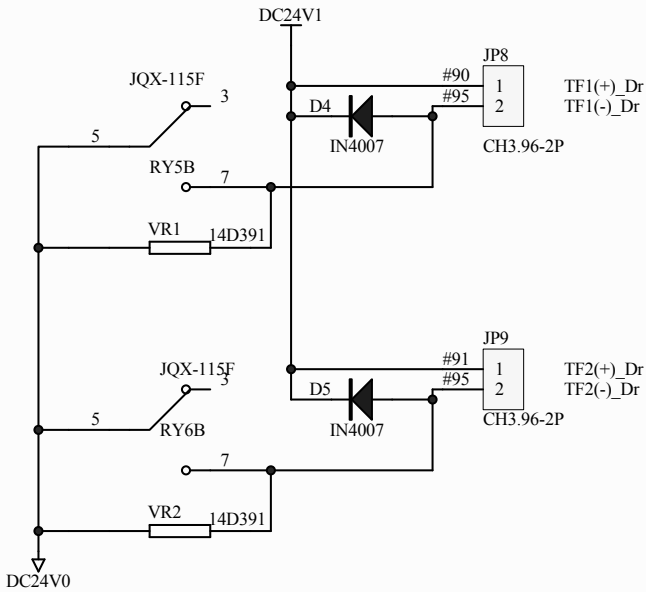 DC24V1
JP8
JQX-115F
#90 1 TF1(+)_Dr
3 D4 #95 2 TF1(-)_Dr
5
IN4007 CH3.96-2P
RY5B
7
VR1 14D391
JP9
JQX-115F #91 1 TF2(+)_Dr
3 D5 #95 2 TF2(-)_Dr
5 RY6B IN4007 CH3.96-2P
7
VR2 14D391
DC24V0